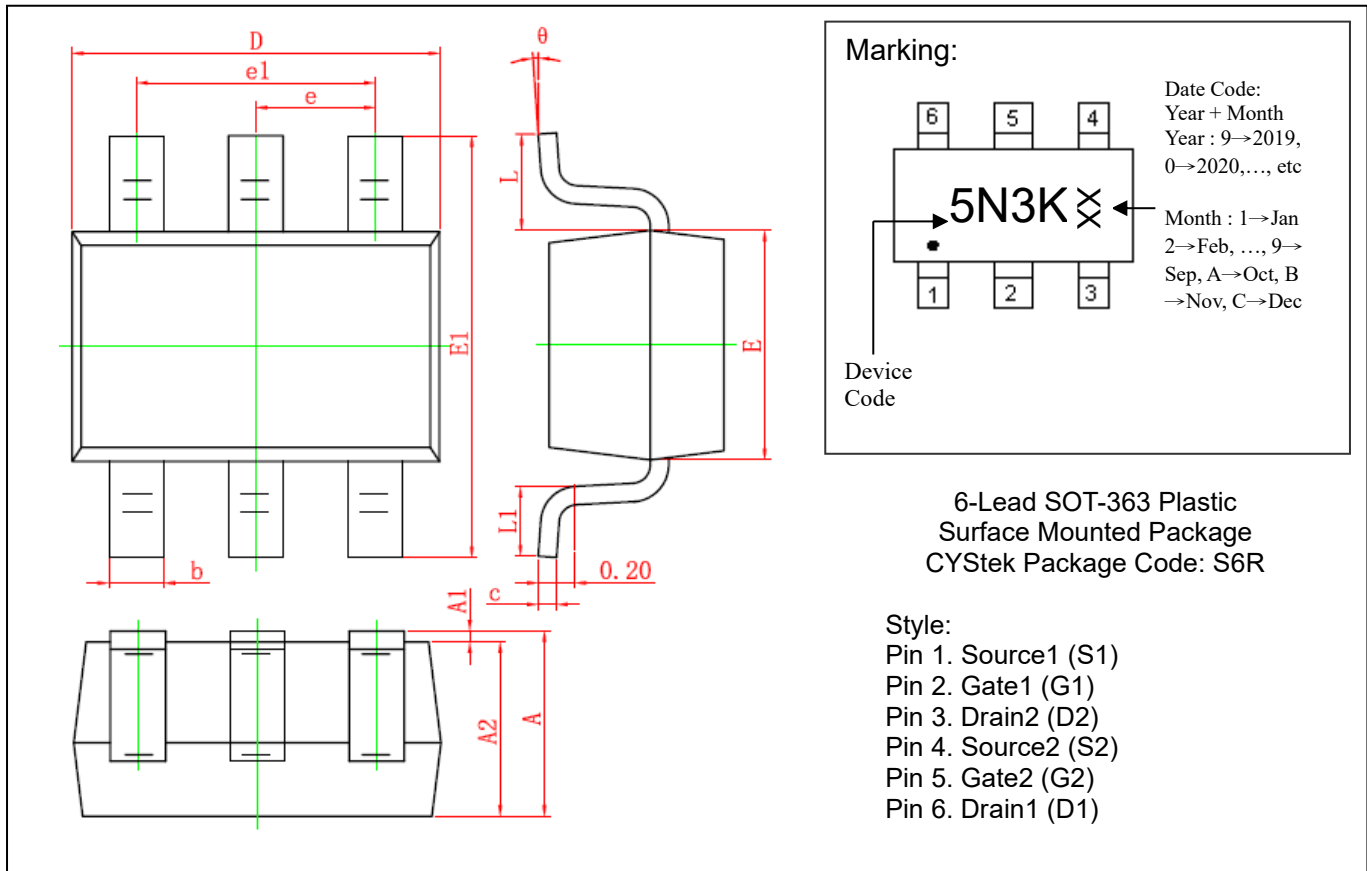 D
e1
e
θ
L
E1
E
L1
b
c
0.20
A1
A2
A
Marking:
6
5
4
5N3K XX
1
2
3
Device
Code
Date Code:
Year + Month
Year : 9→2019,
0→2020,…, etc
Month : 1→Jan
2→Feb, …, 9→
Sep, A→Oct, B
→Nov, C→Dec
6-Lead SOT-363 Plastic
Surface Mounted Package
CYStek Package Code: S6R
Style:
Pin 1. Source1 (S1)
Pin 2. Gate1 (G1)
Pin 3. Drain2 (D2)
Pin 4. Source2 (S2)
Pin 5. Gate2 (G2)
Pin 6. Drain1 (D1)